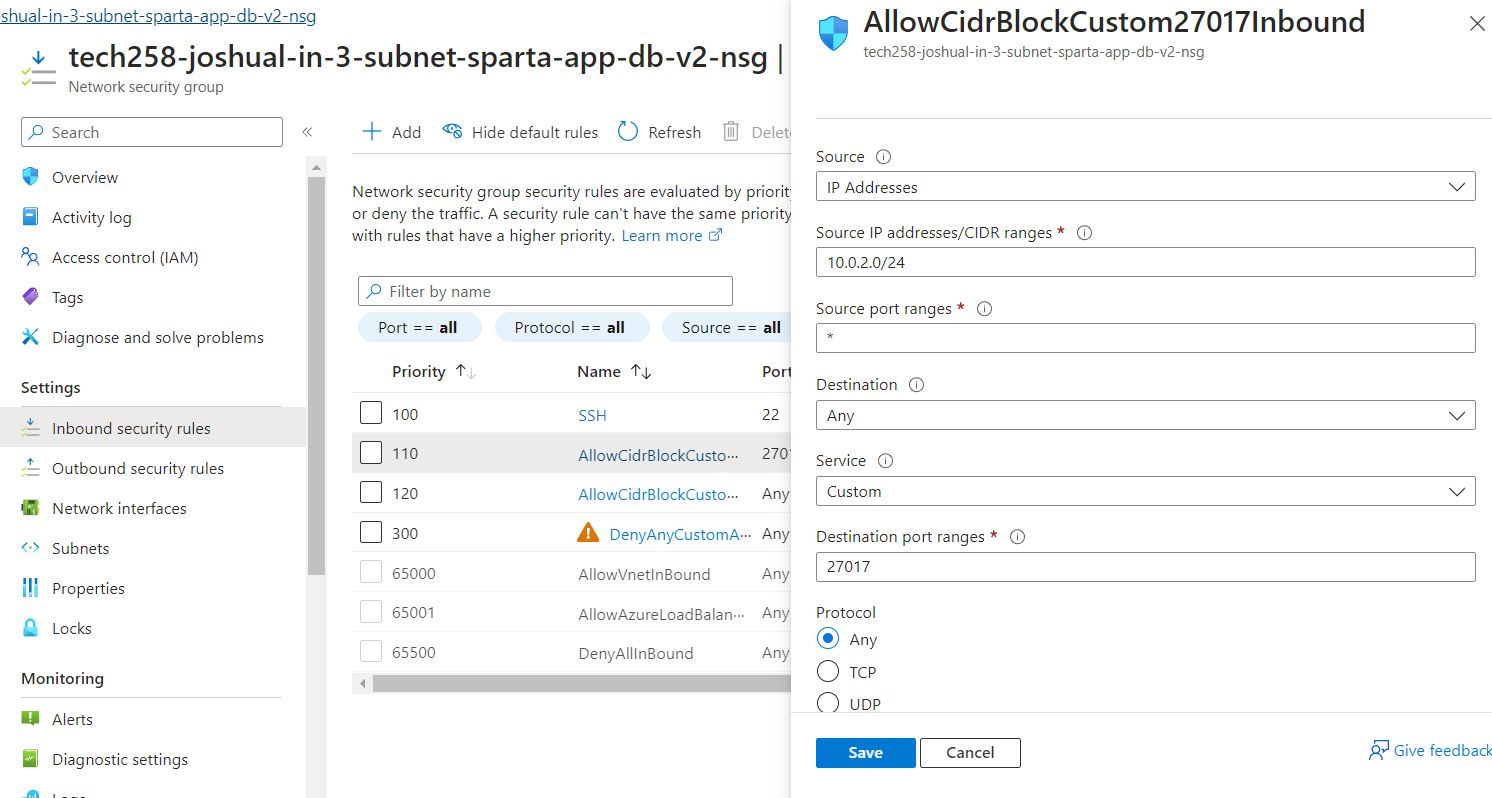 oshual-in-3-subnet-sparta-app-db-v2-nsg
tech258-joshual-in-3-subnet-sparta-app-db-v2-nsg |
Network security group
Search
«
Overview
Activity log
Access control (IAM)
Tags
Diagnose and solve problems
Settings
Inbound security rules
Outbound security rules
Network interfaces
Subnets
Properties
Locks
Monitoring
Alerts
Diagnostic settings
Logs
Add Hide default rules Refresh Delete
Network security group security rules are evaluated by priority
or deny the traffic. A security rule can't have the same priority
with rules that have a higher priority. Learn more
Filter by name
Port == all Protocol == all Source == all
Priority Name Port
100 SSH 22
110 AllowCidrBlockCusto··· 2701
120 AllowCidrBlockCusto··· Any
300 DenyAnyCustomA··· Any
65000 AllowVnetInBound Any
65001 AllowAzureLoadBalan··· Any
65500 DenyAllInBound Any
AllowCidrBlockCustom27017Inbound
tech258-joshual-in-3-subnet-sparta-app-db-v2-nsg
Source
IP Addresses
Source IP addresses/CIDR ranges *
10.0.2.0/24
Source port ranges *
*
Destination
Any
Service
Custom
Destination port ranges *
27017
Protocol
Any
TCP
UDP
Save Cancel
Give feedback